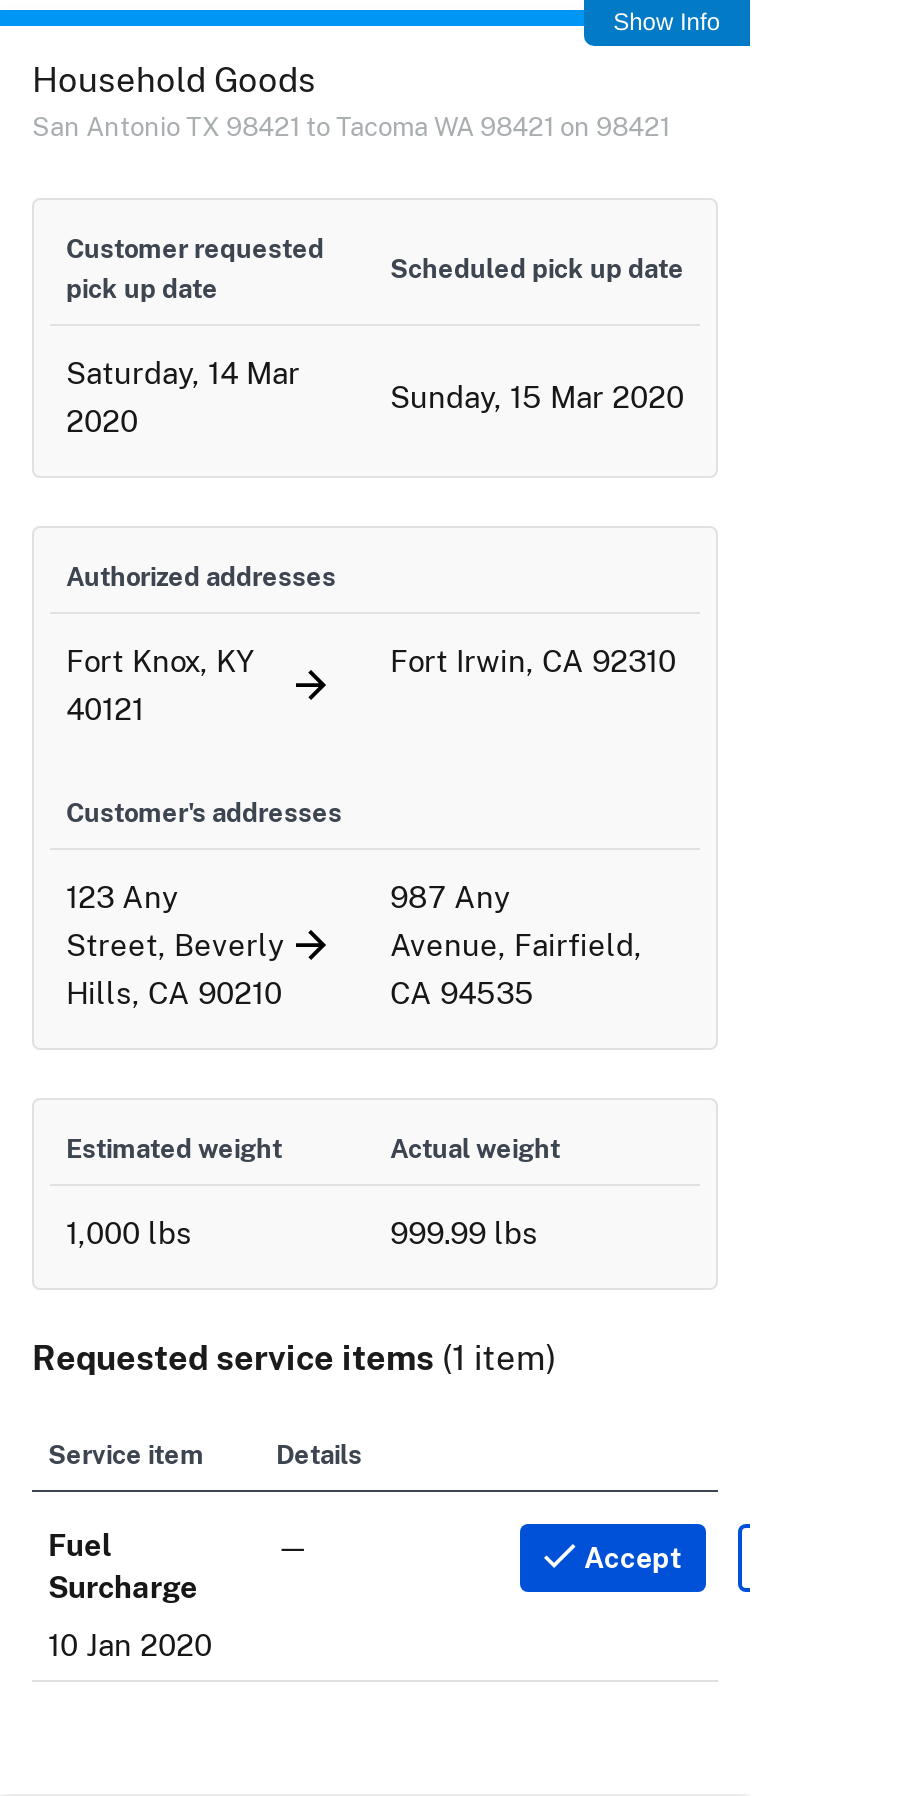 Show Info
Household Goods
San Antonio TX 98421 to Tacoma WA 98421 on 98421
Customer requested
pick up date
Scheduled pick up date
Saturday, 14 Mar
2020
Sunday, 15 Mar 2020
Authorized addresses
Fort Knox, KY
40121
Fort Irwin, CA 92310
Customer's addresses
123 Any
Street, Beverly
Hills, CA 90210
987 Any
Avenue, Fairfield,
CA 94535
Estimated weight
Actual weight
1,000 lbs
999.99 lbs
Requested service items (1 item)
Service item
Details
Fuel
Surcharge
10 Jan 2020
—
Accept